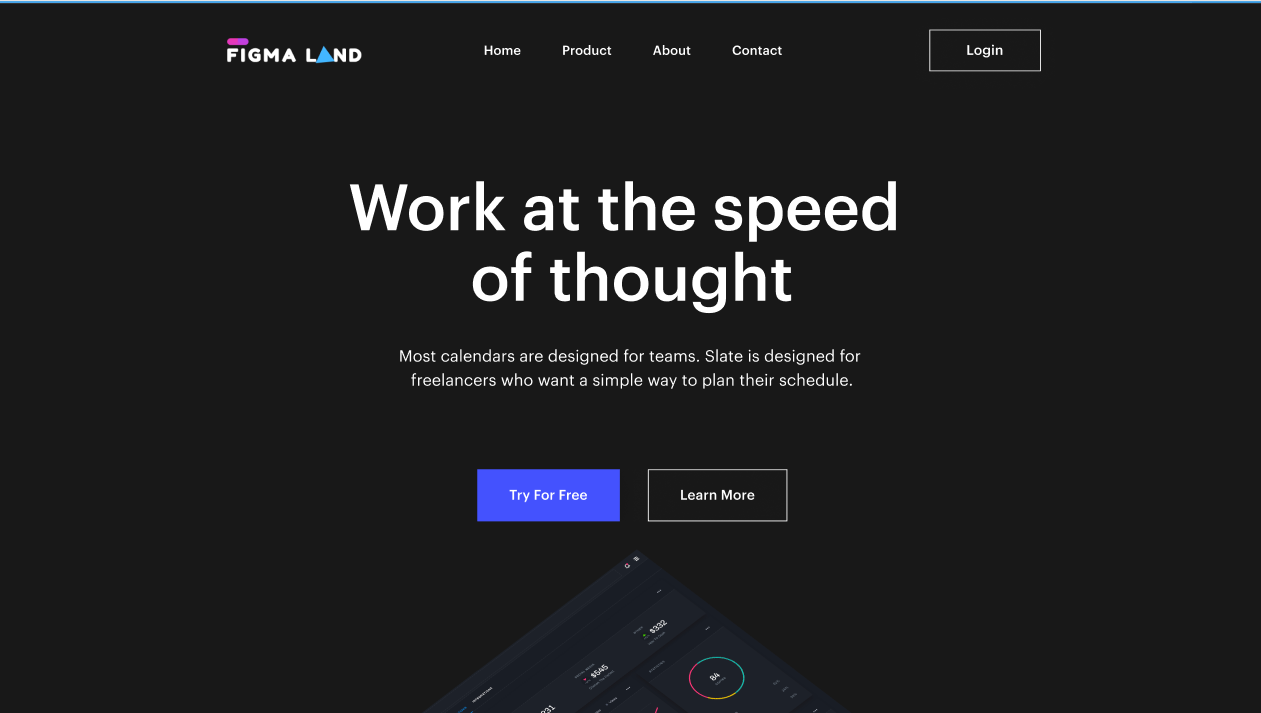 FIGMA LAND
Home
Product
About
Contact
Login
Work at the speed
of thought
Most calendars are designed for teams. Slate is designed for
freelancers who want a simple way to plan their schedule.
Try For Free
Learn More
$332
$545
84